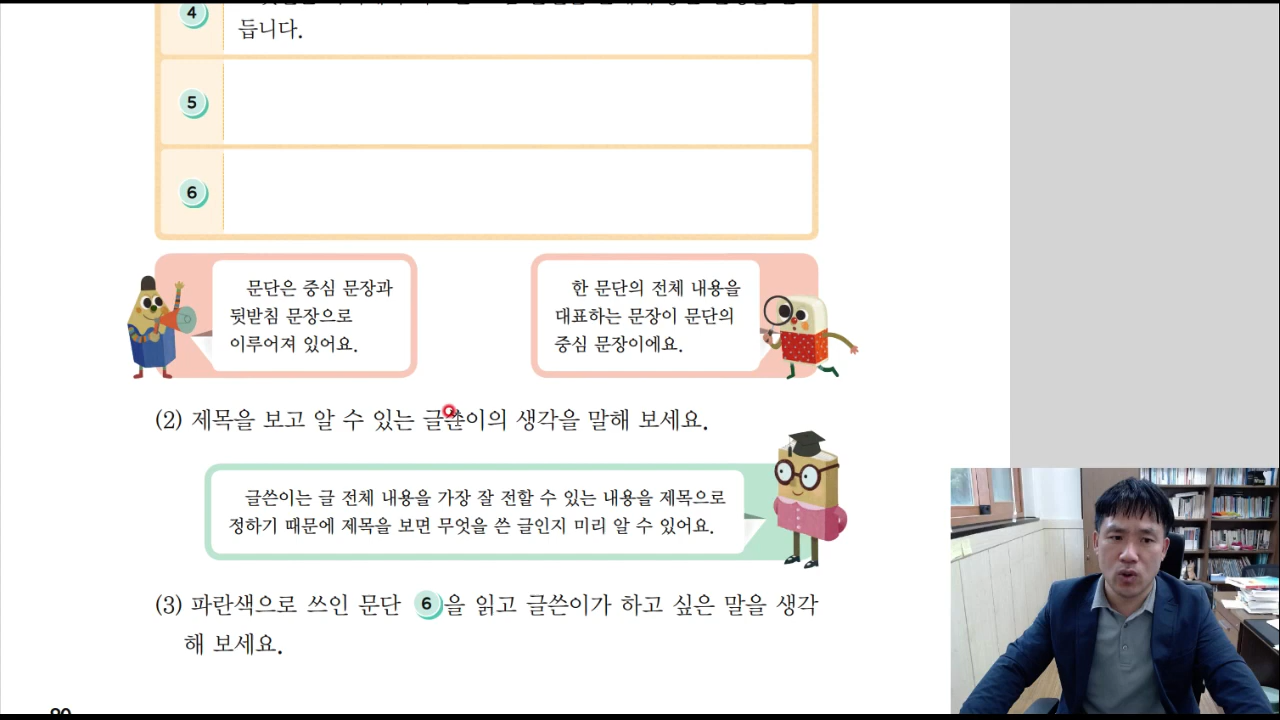 4
듭니다.
5
6
문단은 중심 문장과
뒷받침 문장으로
이루어져 있어요.
한 문단의 전체 내용을
대표하는 문장이 문단의
중심 문장이에요.
(2) 제목을 보고 알 수 있는 글쓴이의 생각을 말해 보세요.
글쓴이는 글 전체 내용을 가장 잘 전할 수 있는 내용을 제목으로
정하기 때문에 제목을 보면 무엇을 쓴 글인지 미리 알 수 있어요.
(3) 파란색으로 쓰인 문단 6을 읽고 글쓴이가 하고 싶은 말을 생각
해 보세요.